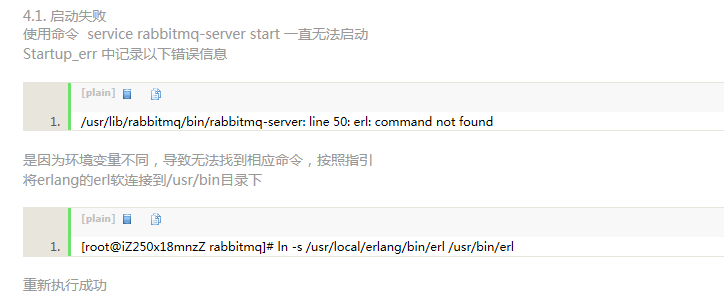 4.1. 启动失败
使用命令 service rabbitmq-server start 一直无法启动
Startup_err 中记录以下错误信息
[plain]
1. /usr/lib/rabbitmq/bin/rabbitmq-server: line 50: erl: command not found
是因为环境变量不同，导致无法找到相应命令，按照指引
将erlang的erl软连接到/usr/bin目录下
[plain]
1. [root@iZ250x18mnzZ rabbitmq]# ln -s /usr/local/erlang/bin/erl /usr/bin/erl
重新执行成功